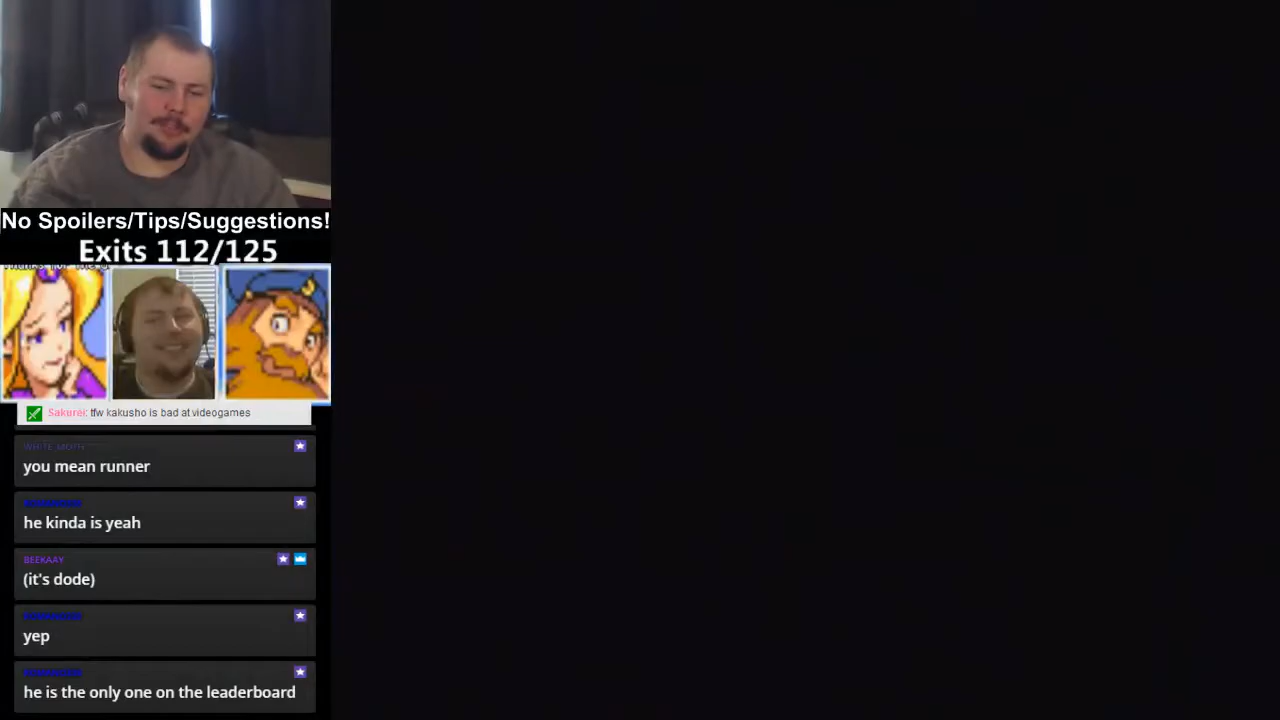 No Spoilers/Tips/Suggestions!
Exits 112/125
Sakurei: tfw kakusho is bad at videogames
WHITE_MOTH
you mean runner
he kinda is yeah
BEEKAAY
(it's dode)
yep
he is the only one on the leaderboard